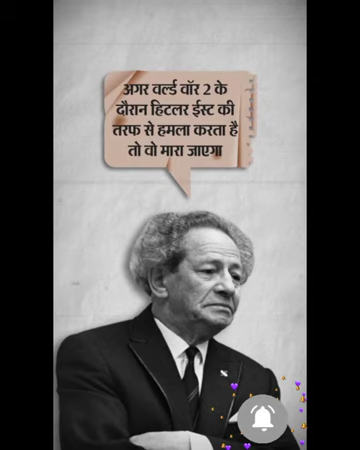 अगर वर्ल्ड वॉर 2 के
दौरान हिटलर ईस्ट की
तरफ से हमला करता है
तो वो मारा जाएगा